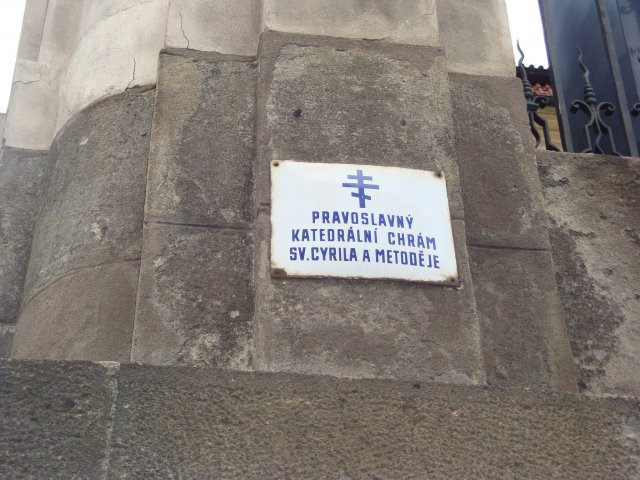 PRAVOSLAVNÝ
KATEDRÁLNÍ CHRÁM
SV. CYRILA A METODĚJE